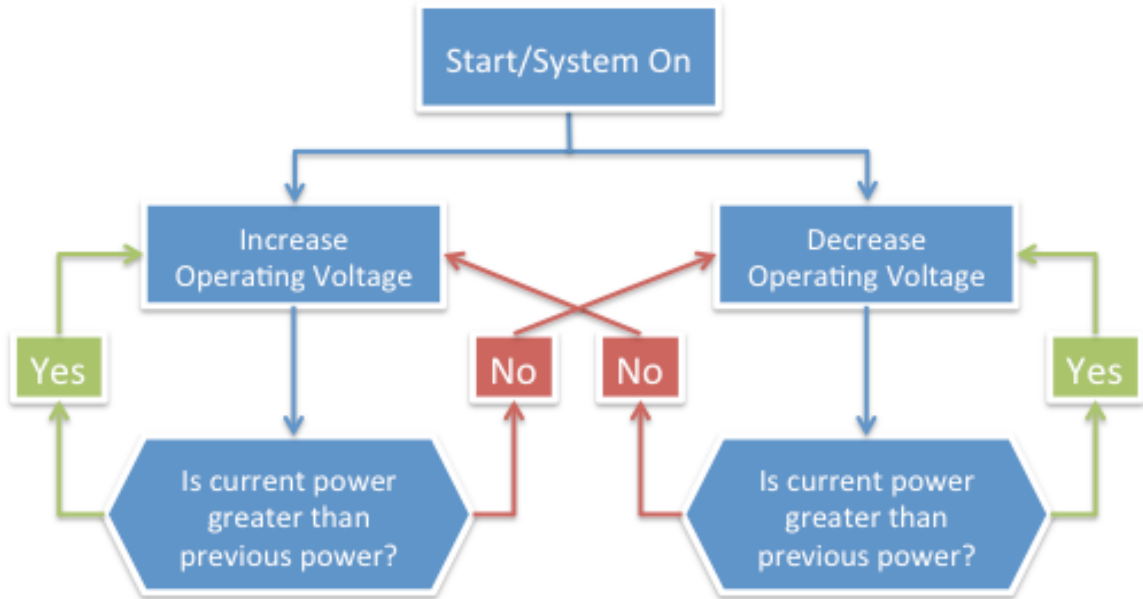 Start/System On
Increase
Operating Voltage
Decrease
Operating Voltage
Yes
No
No
Yes
Is current power
greater than
previous power?
Is current power
greater than
previous power?